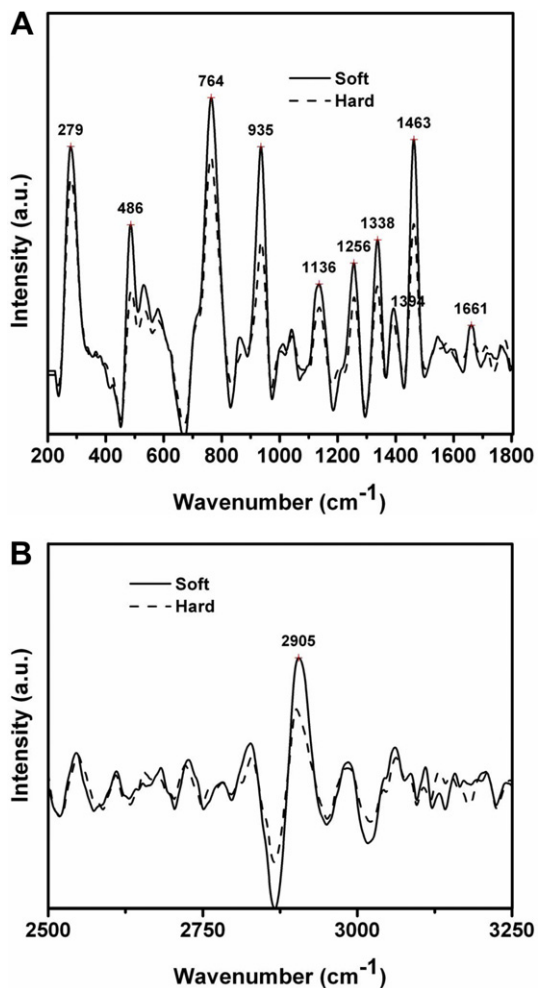 A
764
Soft
Hard
279
935
1463
486
1338
1256
1136
1394
1661
Intensity (a.u.)
200 400 600 800 1000 1200 1400 1600 1800
Wavenumber (cm-1)
B
Soft
Hard
2905
Intensity (a.u.)
2500 2750 3000 3250
Wavenumber (cm-1)